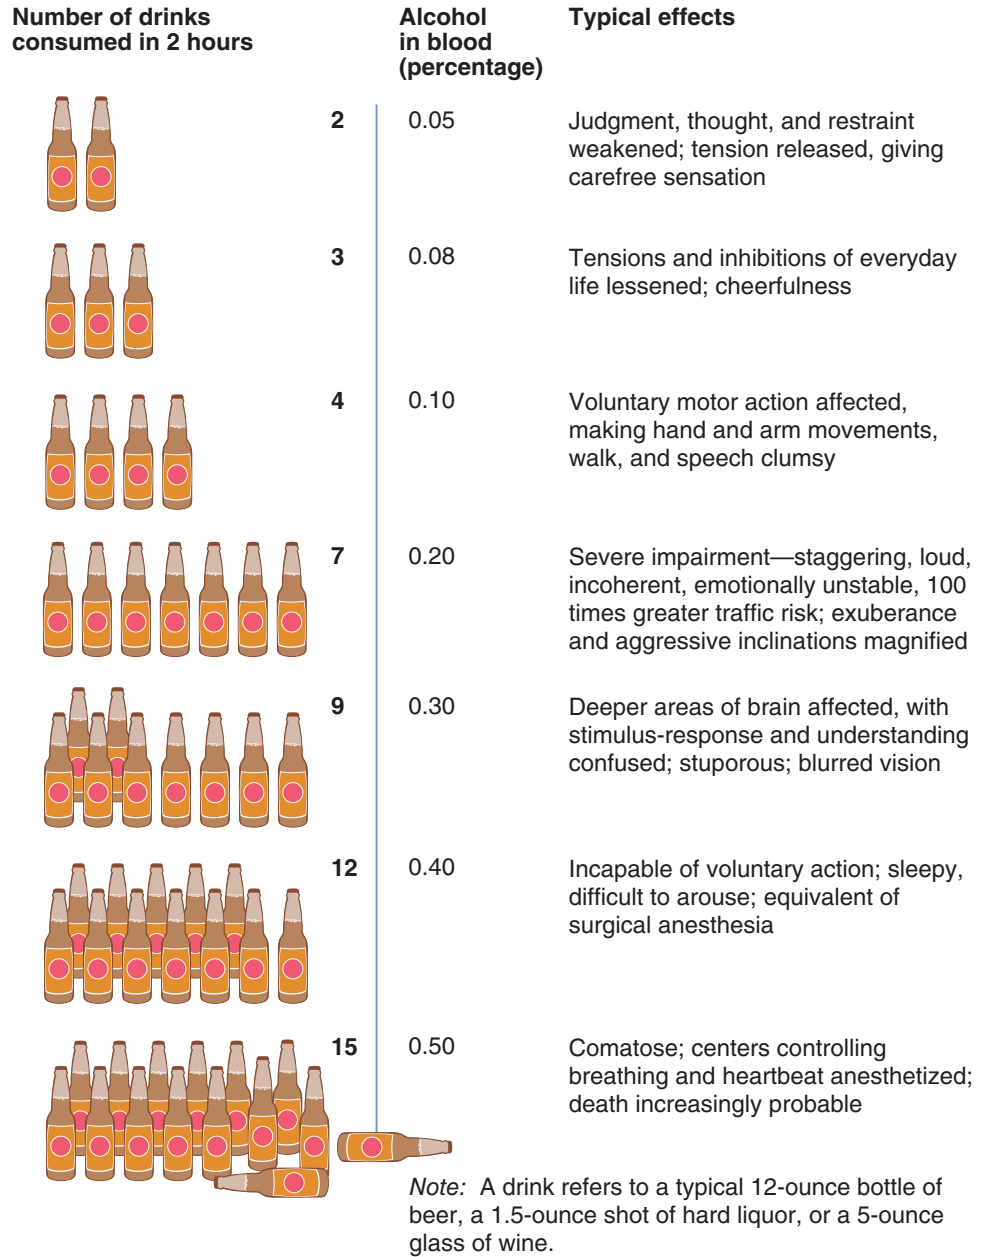 Number of drinks
consumed in 2 hours
Alcohol
in blood
(percentage)
Typical effects
2
0.05
Judgment, thought, and restraint
weakened; tension released, giving
carefree sensation
3
0.08
Tensions and inhibitions of everyday
life lessened; cheerfulness
4
0.10
Voluntary motor action affected,
making hand and arm movements,
walk, and speech clumsy
7
0.20
Severe impairment—staggering, loud,
incoherent, emotionally unstable, 100
times greater traffic risk; exuberance
and aggressive inclinations magnified
9
0.30
Deeper areas of brain affected, with
stimulus-response and understanding
confused; stuporous; blurred vision
12
0.40
Incapable of voluntary action; sleepy,
difficult to arouse; equivalent of
surgical anesthesia
15
0.50
Comatose; centers controlling
breathing and heartbeat anesthetized;
death increasingly probable
Note: A drink refers to a typical 12-ounce bottle of
beer, a 1.5-ounce shot of hard liquor, or a 5-ounce
glass of wine.